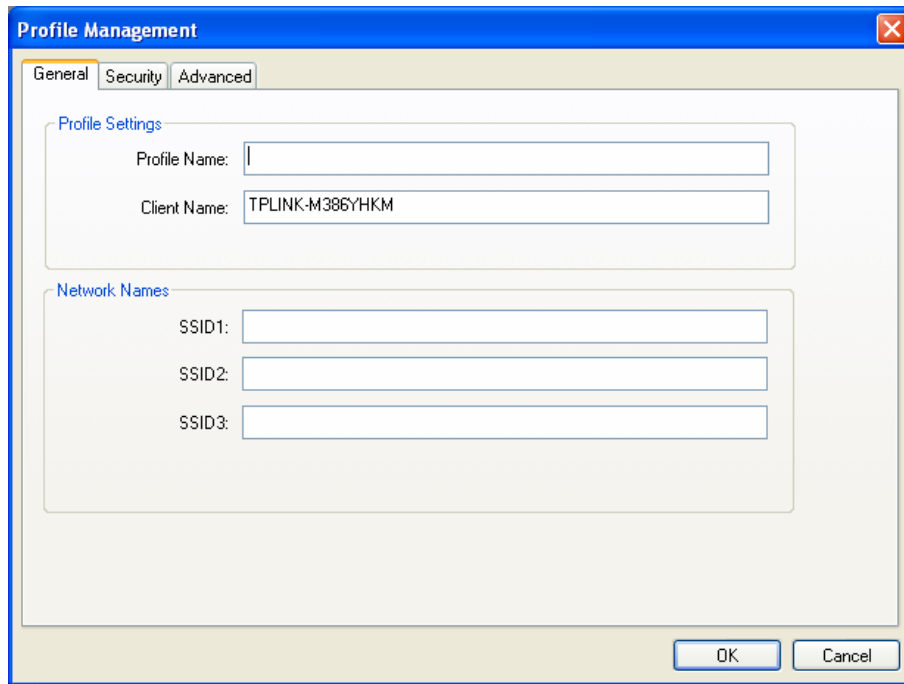 Profile Management
General Security Advanced
Profile Settings
Profile Name:
Client Name: TPLINK-M386YHKM
Network Names
SSID1:
SSID2:
SSID3:
OK Cancel